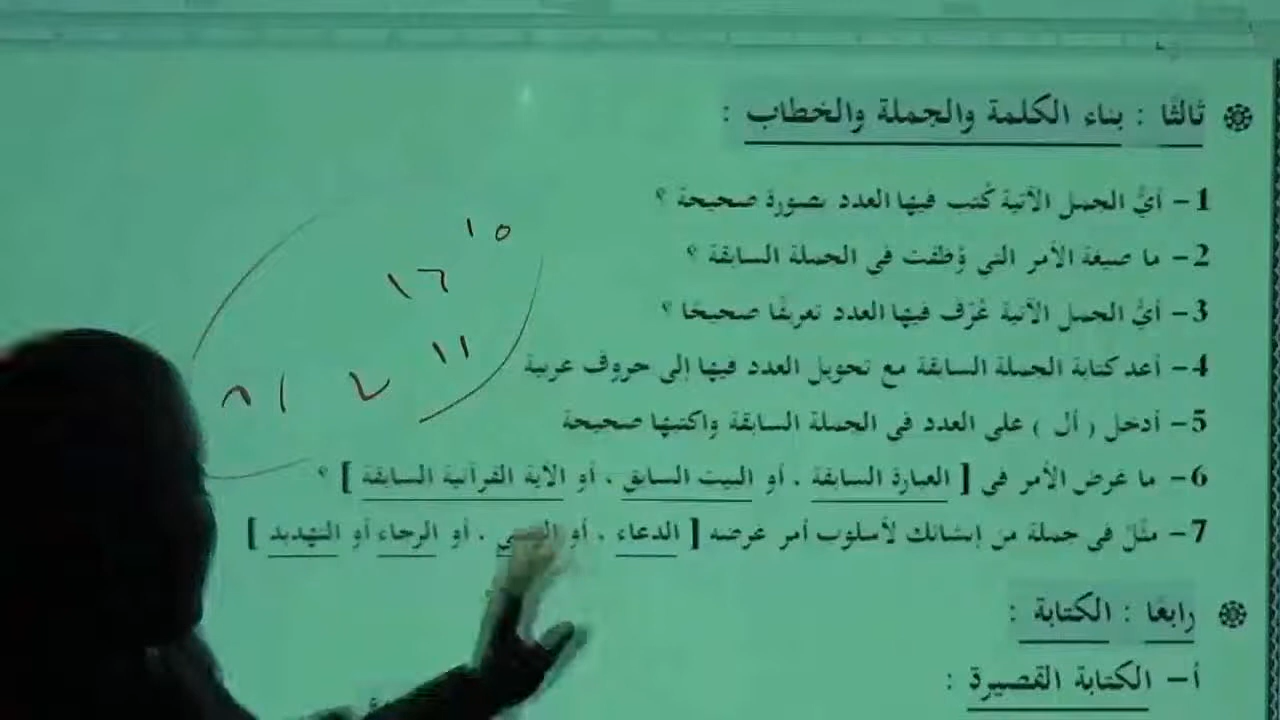 ثالثًا : بناء الكلمة والجملة والخطاب :
1- أيُّ الجمل الآتية كُتب فيها العدد بصورة صحيحة ؟
2- ما صيغة الأمر التي وُظفت في الجملة السابقة ؟
3- أيُّ الجمل الآتية عُرّف فيها العدد تعريفًا صحيحًا ؟
4- أعد كتابة الجملة السابقة مع تحويل العدد فيها إلى حروف عربية
5- أدخل ( أل ) على العدد في الجملة السابقة واكتبها صحيحة
6- ما غرض الأمر في [ العبارة السابقة ، أو البيت السابق ، أو الآية القرآنية السابقة ] ؟
7- مثّل في جملة من إنشائك لأسلوب أمر غرضه [ الدعاء ، أو ، أو الرجاء أو التهديد ]
رابعًا : الكتابة :
أ- الكتابة القصيرة :
١٥
١٦
١١